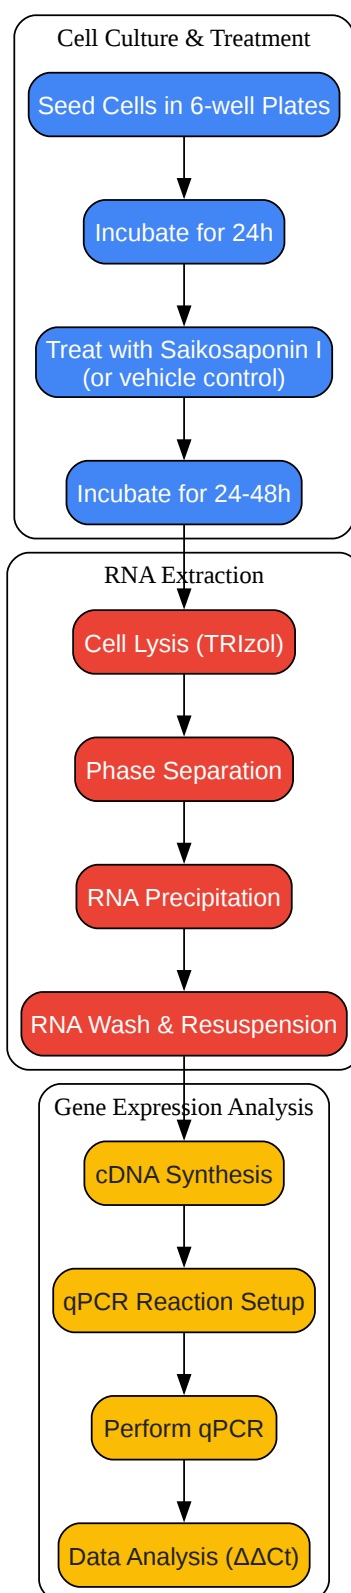 Cell Culture & Treatment
Seed Cells in 6-well Plates
Incubate for 24h
Treat with Saikosaponin I
(or vehicle control)
Incubate for 24-48h
RNA Extraction
Cell Lysis (TRIzol)
Phase Separation
RNA Precipitation
RNA Wash & Resuspension
Gene Expression Analysis
cDNA Synthesis
qPCR Reaction Setup
Perform qPCR
Data Analysis (ΔΔCt)